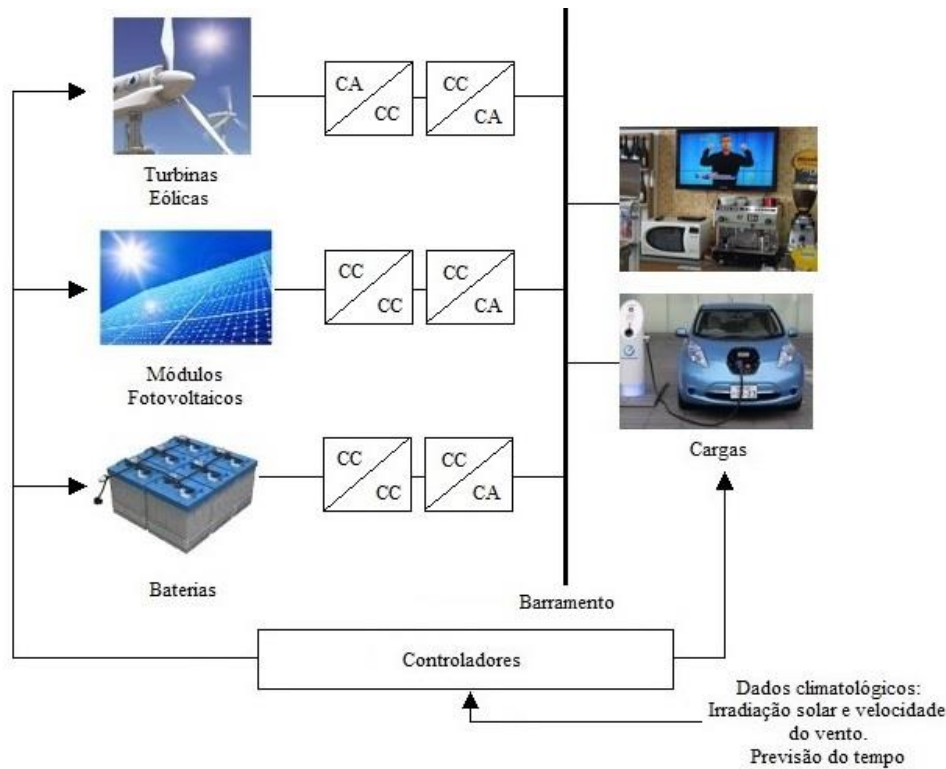 CA
CC
CC
CA
Turbinas
Eólicas
CC
CC
CC
CA
Módulos
Fotovoltaicos
CC
CC
CC
CA
Cargas
Baterias
Barramento
Controladores
Dados climatológicos:
Irradiação solar e velocidade
do vento.
Previsão do tempo